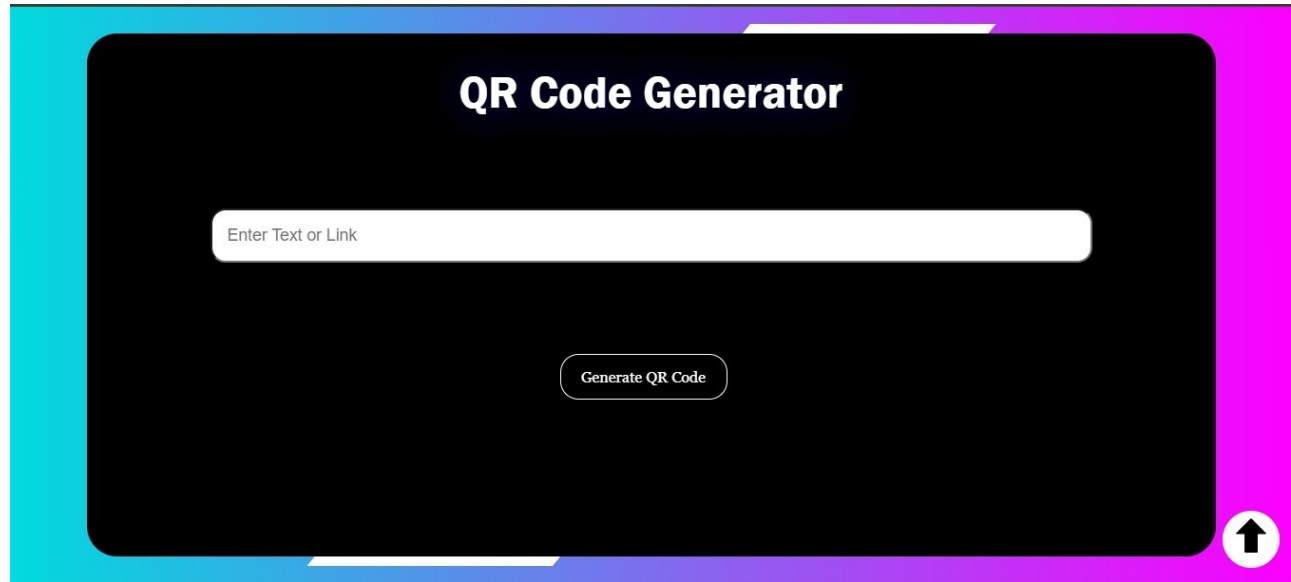 QR Code Generator
Enter Text or Link
Generate QR Code